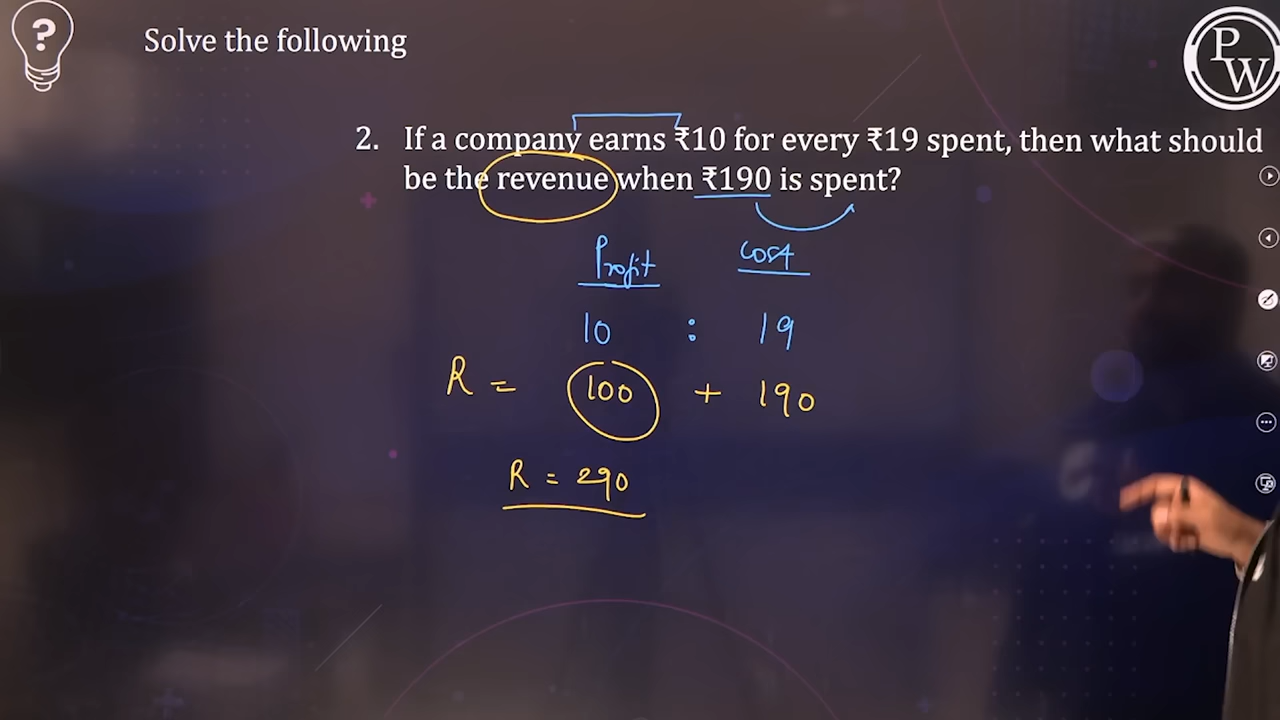 ?
Solve the following
PW
2. If a company earns ₹10 for every ₹19 spent, then what should
be the revenue when ₹190 is spent?
Profit Cost
10 : 19
R = 100 + 190
R = 290